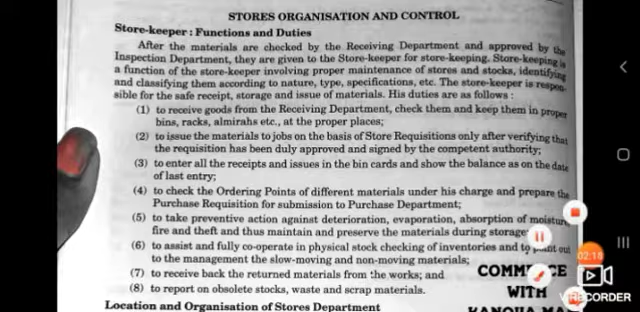 STORES ORGANISATION AND CONTROL
Store-keeper : Functions and Duties
After the materials are checked by the Receiving Department and approved by the
Inspection Department, they are given to the Store-keeper for store-keeping. Store-keeping is
a function of the store-keeper involving proper maintenance of stores and stocks, identifying
and classifying them according to nature, type, specifications, etc. The store-keeper is respon-
sible for the safe receipt, storage and issue of materials. His duties are as follows :
(1) to receive goods from the Receiving Department, check them and keep them in proper
bins, racks, almirahs etc., at the proper places;
(2) to issue the materials to jobs on the basis of Store Requisitions only after verifying that
the requisition has been duly approved and signed by the competent authority;
(3) to enter all the receipts and issues in the bin cards and show the balance as on the date
of last entry;
(4) to check the Ordering Points of different materials under his charge and prepare the
Purchase Requisition for submission to Purchase Department;
(5) to take preventive action against deterioration, evaporation, absorption of moisture,
fire and theft and thus maintain and preserve the materials during storage
(6) to assist and fully co-operate in physical stock checking of inventories and to point out
to the management the slow-moving and non-moving materials;
(7) to receive back the returned materials from the works; and
(8) to report on obsolete stocks, waste and scrap materials.
Location and Organisation of Stores Department
COMMERCE
WITH
02:18
RECORDER